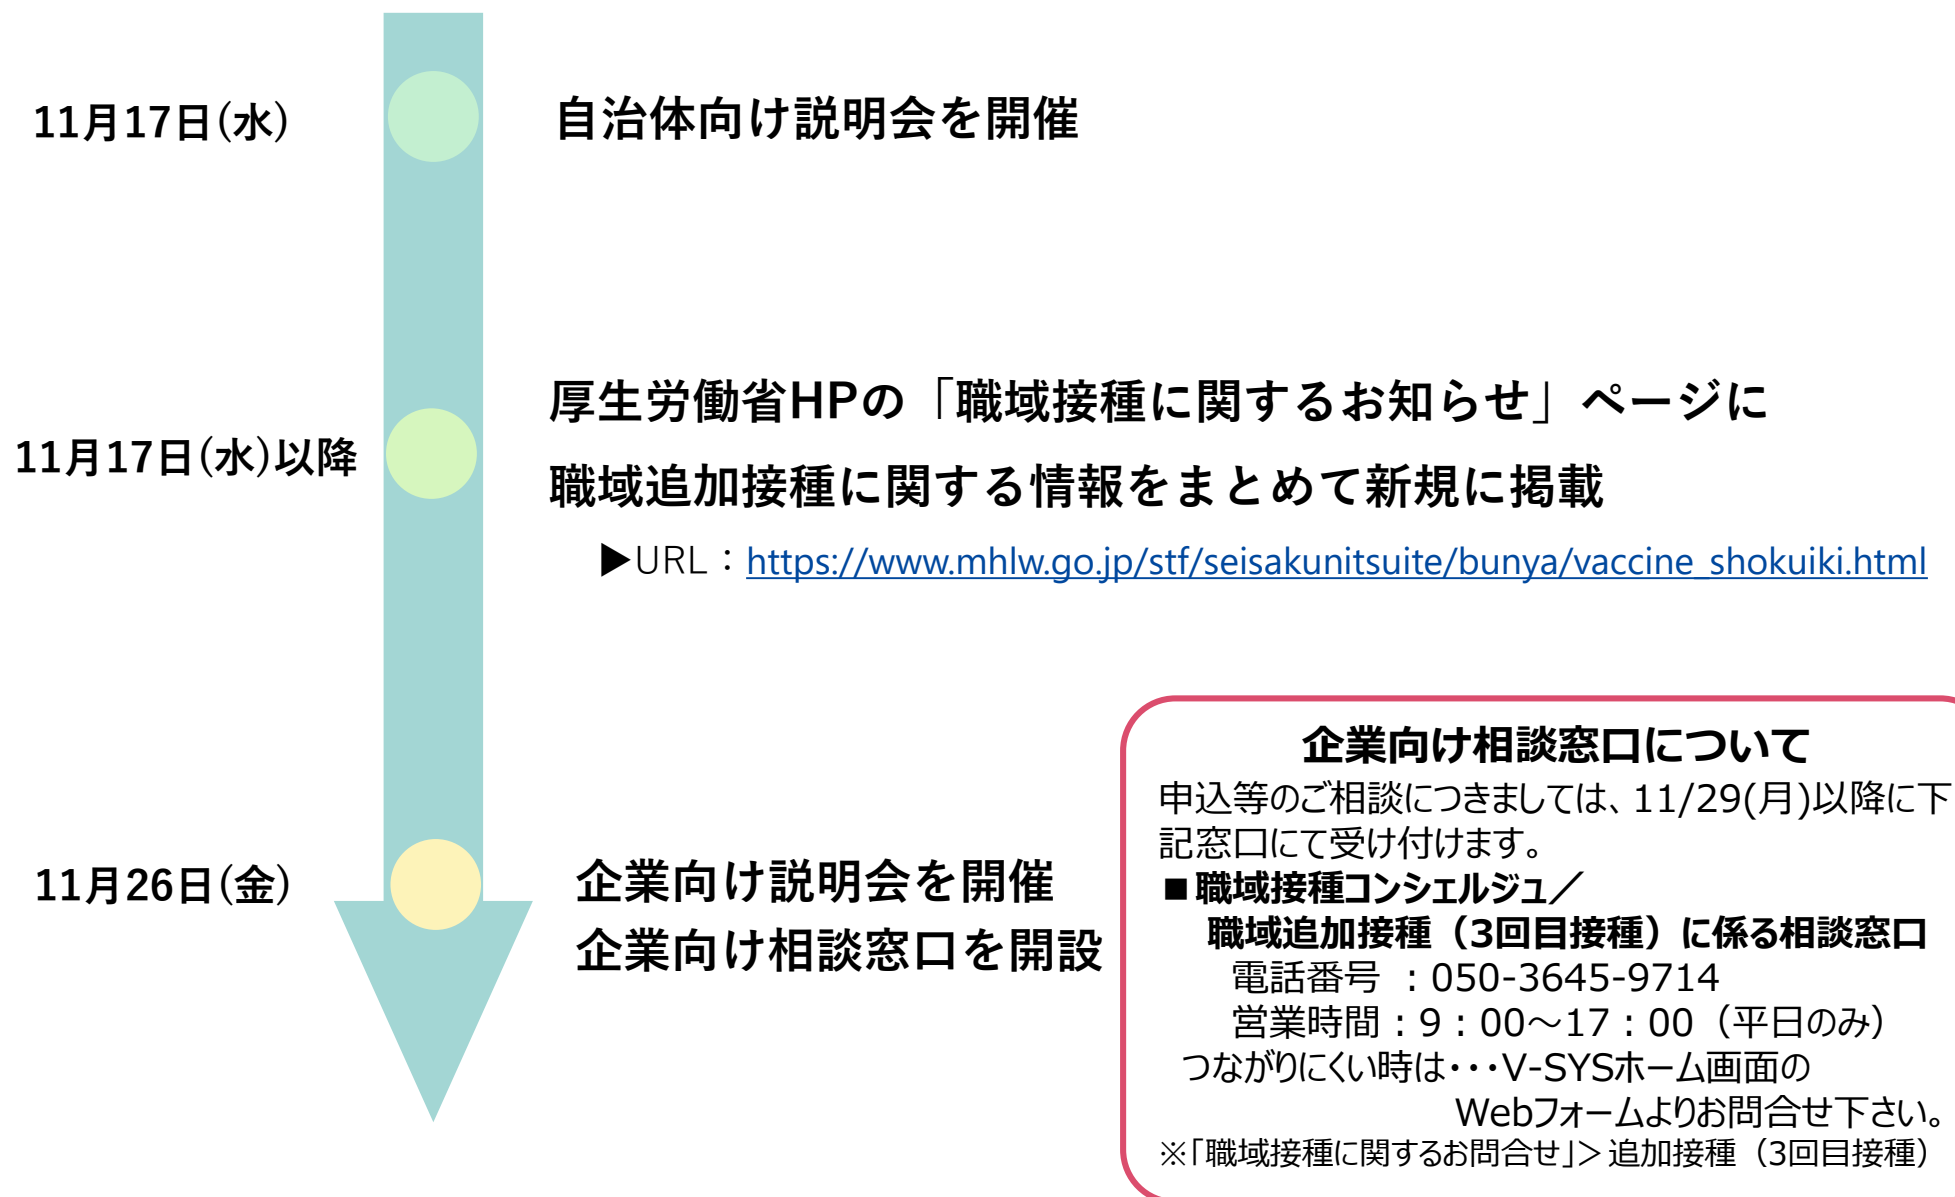 11月17日(水)
自治体向け説明会を開催
11月17日(水)以降
厚生労働省HPの「職域接種に関するお知らせ」ページに
職域追加接種に関する情報をまとめて新規に掲載
▶URL：https://www.mhlw.go.jp/stf/seisakunitsuite/bunya/vaccine_shokuiki.html
11月26日(金)
企業向け説明会を開催
企業向け相談窓口を開設
企業向け相談窓口について
申込等のご相談につきましては、11/29(月)以降に下
記窓口にて受け付けます。
■職域接種コンシェルジュ／
職域追加接種（3回目接種）に係る相談窓口
電話番号 ：050-3645-9714
営業時間：9：00～17：00（平日のみ）
つながりにくい時は・・・V-SYSホーム画面の
Webフォームよりお問合せ下さい。
※「職域接種に関するお問合せ」＞追加接種（3回目接種）